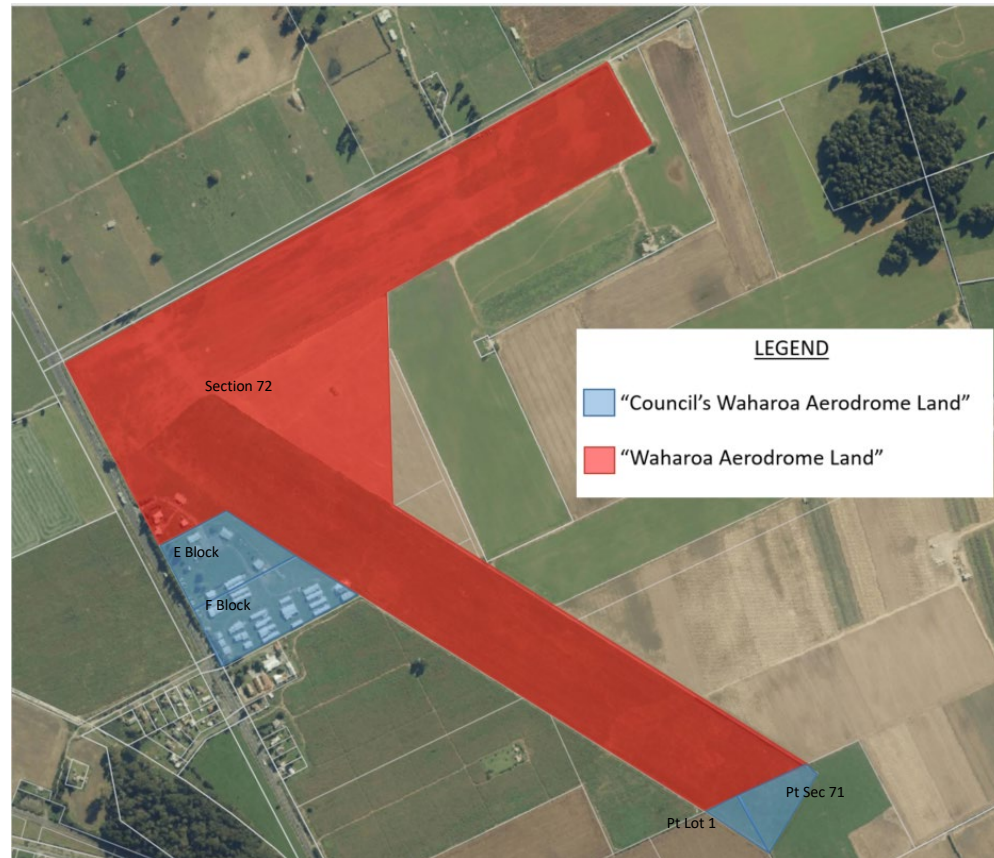 LEGEND
“Council’s Waharoa Aerodrome Land”
“Waharoa Aerodrome Land”
Section 72
E Block
F Block
Pt Sec 71
Pt Lot 1